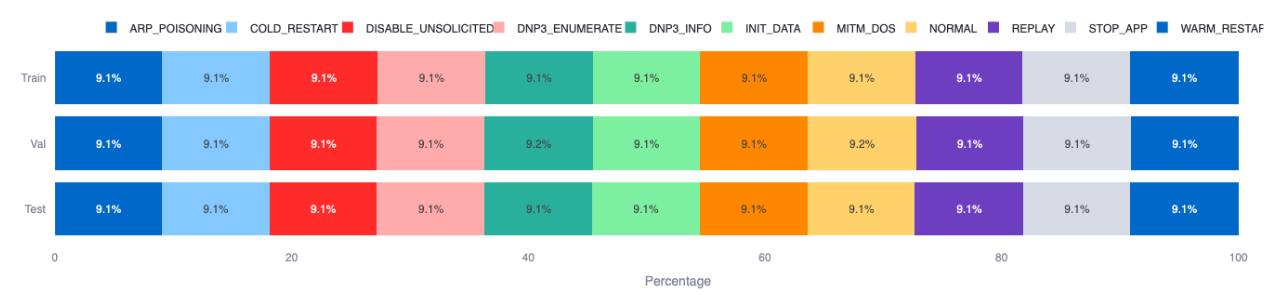 ARP_POISONING COLD_RESTART DISABLE_UNSOLICITED DNP3_ENUMERATE DNP3_INFO INIT_DATA MITM_DOS NORMAL REPLAY STOP_APP WARM_RESTAR
Train 9.1% 9.1% 9.1% 9.1% 9.1% 9.1% 9.1% 9.1% 9.1% 9.1% 9.1%
Val 9.1% 9.1% 9.1% 9.1% 9.2% 9.1% 9.1% 9.2% 9.1% 9.1% 9.1%
Test 9.1% 9.1% 9.1% 9.1% 9.1% 9.1% 9.1% 9.1% 9.1% 9.1% 9.1%
0 20 40 60 80 100
Percentage